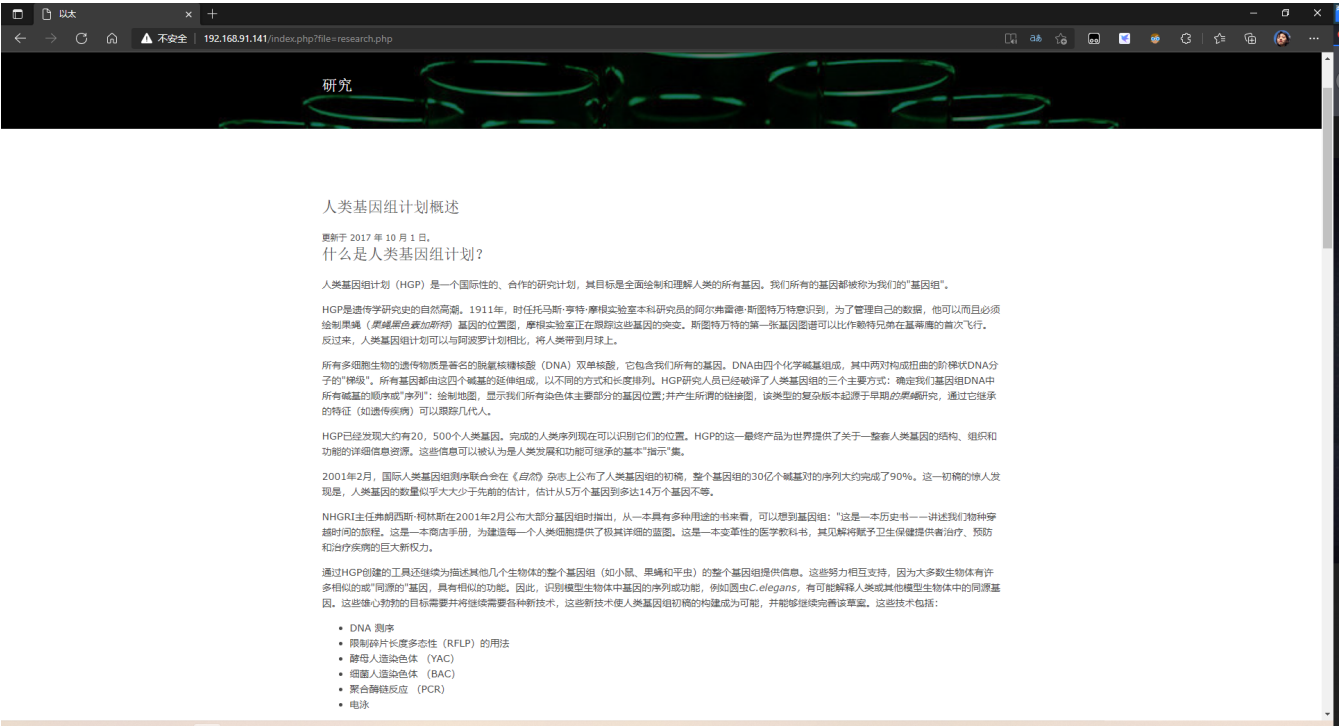 以太
不安全 192.168.91.141/index.php?file=research.php
研究
人类基因组计划概述
更新于 2017 年 10 月 1 日。
什么是人类基因组计划?
人类基因组计划（HGP）是一个国际性的、合作的研究计划，其目标是全面绘制和理解人类的所有基因。我们所有的基因都被称为我们的"基因组"。
HGP是遗传学研究史的自然高潮。1911年，时任托马斯·亨特·摩根实验室本科研究员的阿尔弗雷德·斯图特万特意识到，为了管理自己的数据，他可以而且必须
绘制果蝇（果蝇黑色囊加斯特）基因的位置图，摩根实验室正在跟踪这些基因的突变。斯图特万特的第一张基因图谱可以比作赖特兄弟在基蒂鹰的首次飞行。
反过来，人类基因组计划可以与阿波罗计划相比，将人类带到月球上。
所有多细胞生物的遗传物质是著名的脱氧核糖核酸（DNA）双单核酸，它包含我们所有的基因。DNA由四个化学碱基组成，其中两对构成扭曲的阶梯状DNA分
子的"梯级"。所有基因都由这四个碱基的延伸组成，以不同的方式和长度排列。HGP研究人员已经破译了人类基因组的三个主要方式：确定我们基因组DNA中
所有碱基的顺序或"序列"；绘制地图，显示我们所有染色体主要部分的基因位置;并产生所谓的链接图，该类型的复杂版本起源于早期的果蝇研究，通过它继承
的特征（如遗传疾病）可以跟踪几代人。
HGP已经发现大约有20，500个人类基因。完成的人类序列现在可以识别它们的位置。HGP的这一最终产品为世界提供了关于一整套人类基因的结构、组织和
功能的详细信息资源。这些信息可以被认为是人类发展和功能可继承的基本"指示"集。
2001年2月，国际人类基因组测序联合会在《自然》杂志上公布了人类基因组的初稿，整个基因组的30亿个碱基对的序列大约完成了90%。这一初稿的惊人发
现是，人类基因的数量似乎大大少于先前的估计，估计从5万个基因到多达14万个基因不等。
NHGRI主任弗朗西斯·柯林斯在2001年2月公布大部分基因组时指出，从一本具有多种用途的书来看，可以想到基因组："这是一本历史书——讲述我们物种穿
越时间的旅程。这是一本商店手册，为建造每一个人类细胞提供了极其详细的蓝图。这是一本变革性的医学教科书，其见解将赋予卫生保健提供者治疗、预防
和治疗疾病的巨大新权力。
通过HGP创建的工具还继续为描述其他几个生物体的整个基因组（如小鼠、果蝇和平虫）的整个基因组提供信息。这些努力相互支持，因为大多数生物体有许
多相似的或"同源的"基因，具有相似的功能。因此，识别模型生物体中基因的序列或功能，例如圆虫C.elegans，有可能解释人类或其他模型生物体中的同源基
因。这些雄心勃勃的目标需要并将继续需要各种新技术，这些新技术使人类基因组初稿的构建成为可能，并能够继续完善该草案。这些技术包括：
• DNA 测序
• 限制碎片长度多态性（RFLP）的用法
• 酵母人造染色体 （YAC）
• 细菌人造染色体 （BAC）
• 聚合酶链反应 （PCR）
• 电泳